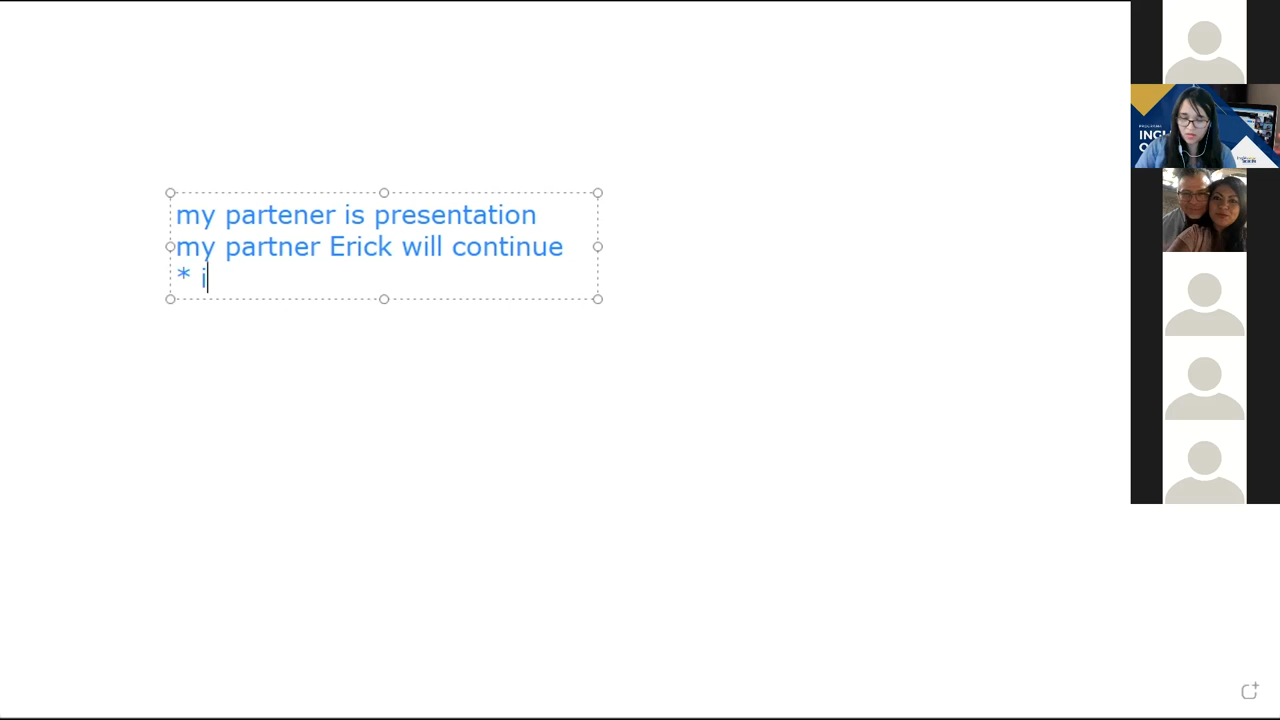 my partener is presentation
my partner Erick will continue
* i